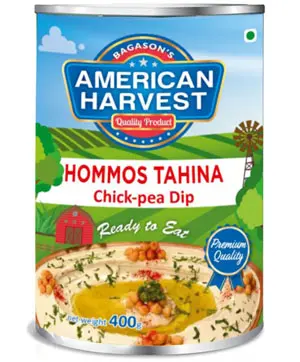 BAGASON'S
AMERICAN
HARVEST
Quality Product
HOMMOS TAHINA
Chick-pea Dip
Ready to Eat
Premium
Quality
Net weight 400g